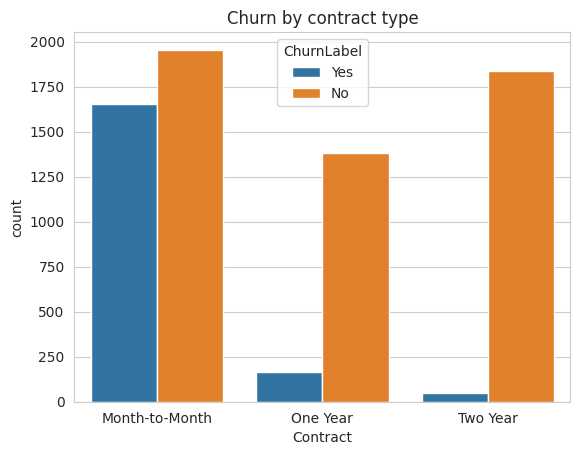 Churn by contract type
ChurnLabel
Yes
No
2000
1750
1500
1250
1000
750
500
250
0
count
Month-to-Month
One Year
Two Year
Contract